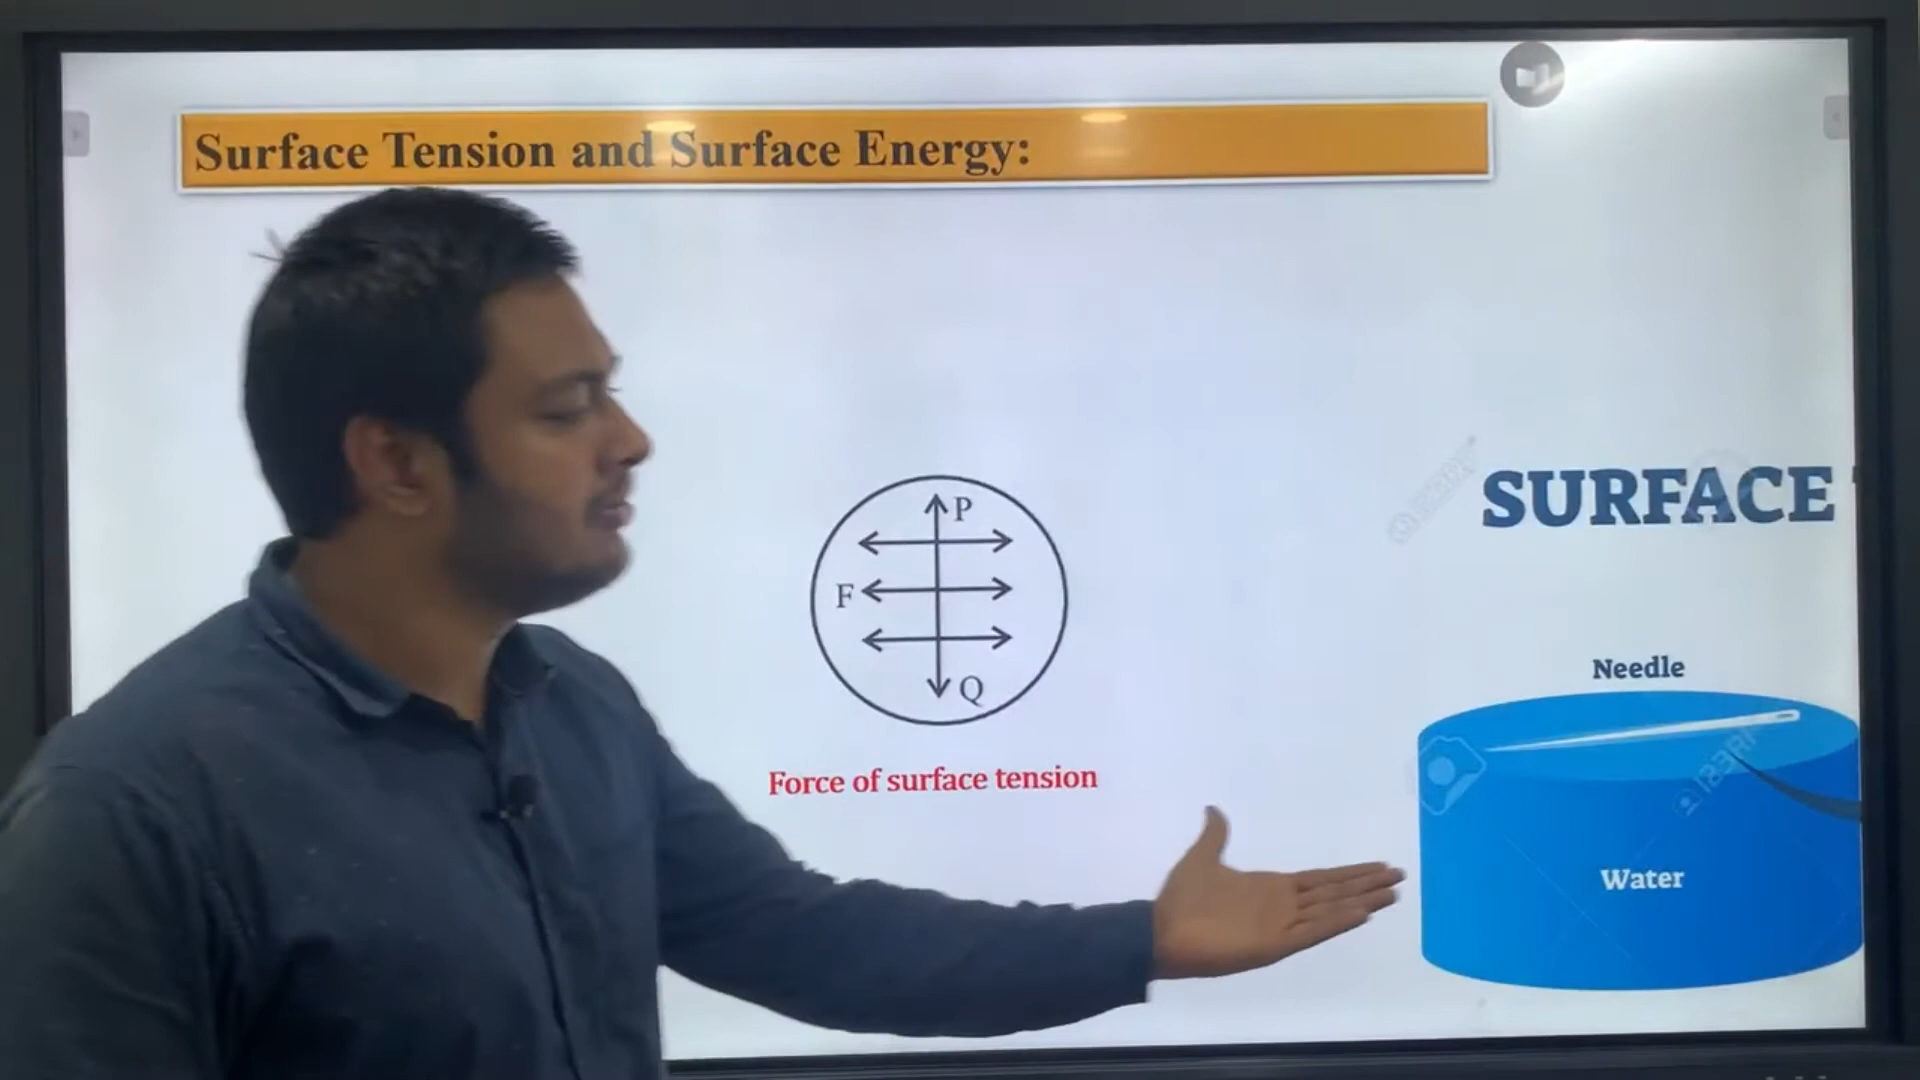 Surface Tension and Surface Energy:
P
F
Q
Force of surface tension
SURFACE
Needle
Water